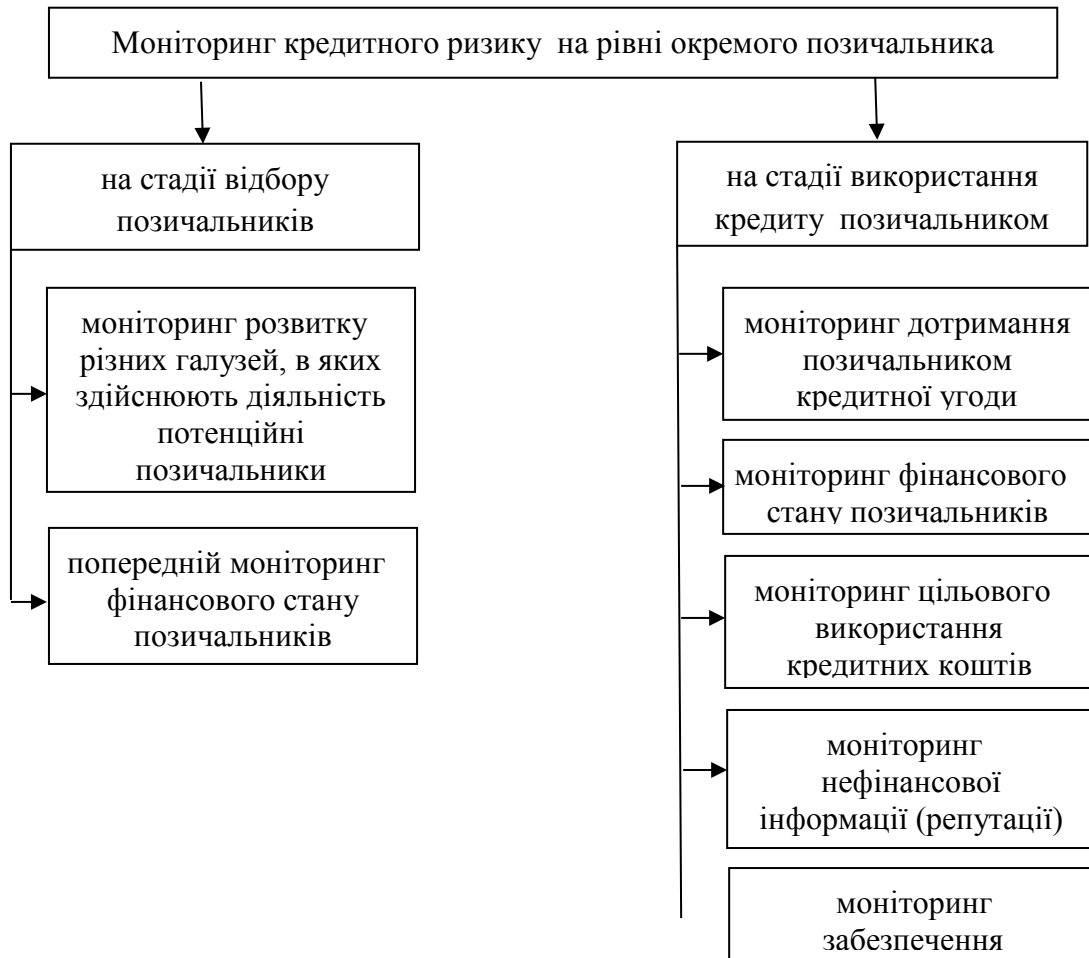 Моніторинг кредитного ризику на рівні окремого позичальника
на стадії відбору
позичальників
моніторинг розвитку
різних галузей, в яких
здійснюють діяльність
потенційні
позичальники
попередній моніторинг
фінансового стану
позичальників
на стадії використання
кредиту позичальником
моніторинг дотримання
позичальником
кредитної угоди
моніторинг фінансового
стану позичальників
моніторинг цільового
використання
кредитних коштів
моніторинг
нефінансової
інформації (репутації)
моніторинг
забезпечення